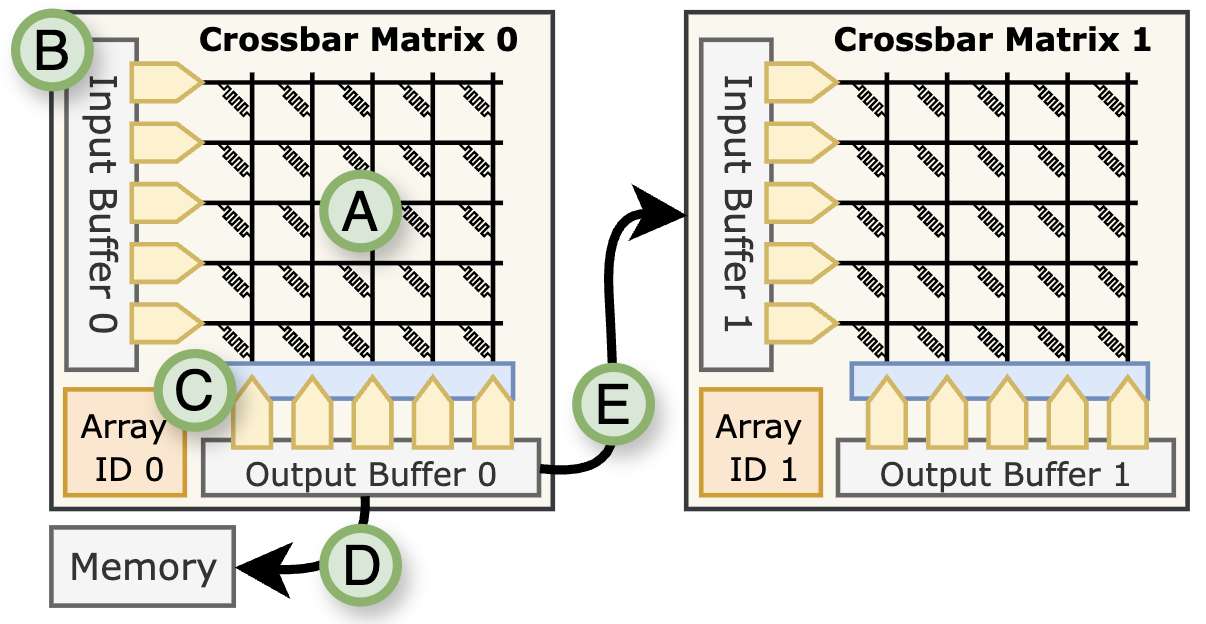 B
Crossbar Matrix 0
Input Buffer 0
A
C
Array
ID 0
Output Buffer 0
D
Memory
E
Crossbar Matrix 1
Input Buffer 1
Array
ID 1
Output Buffer 1